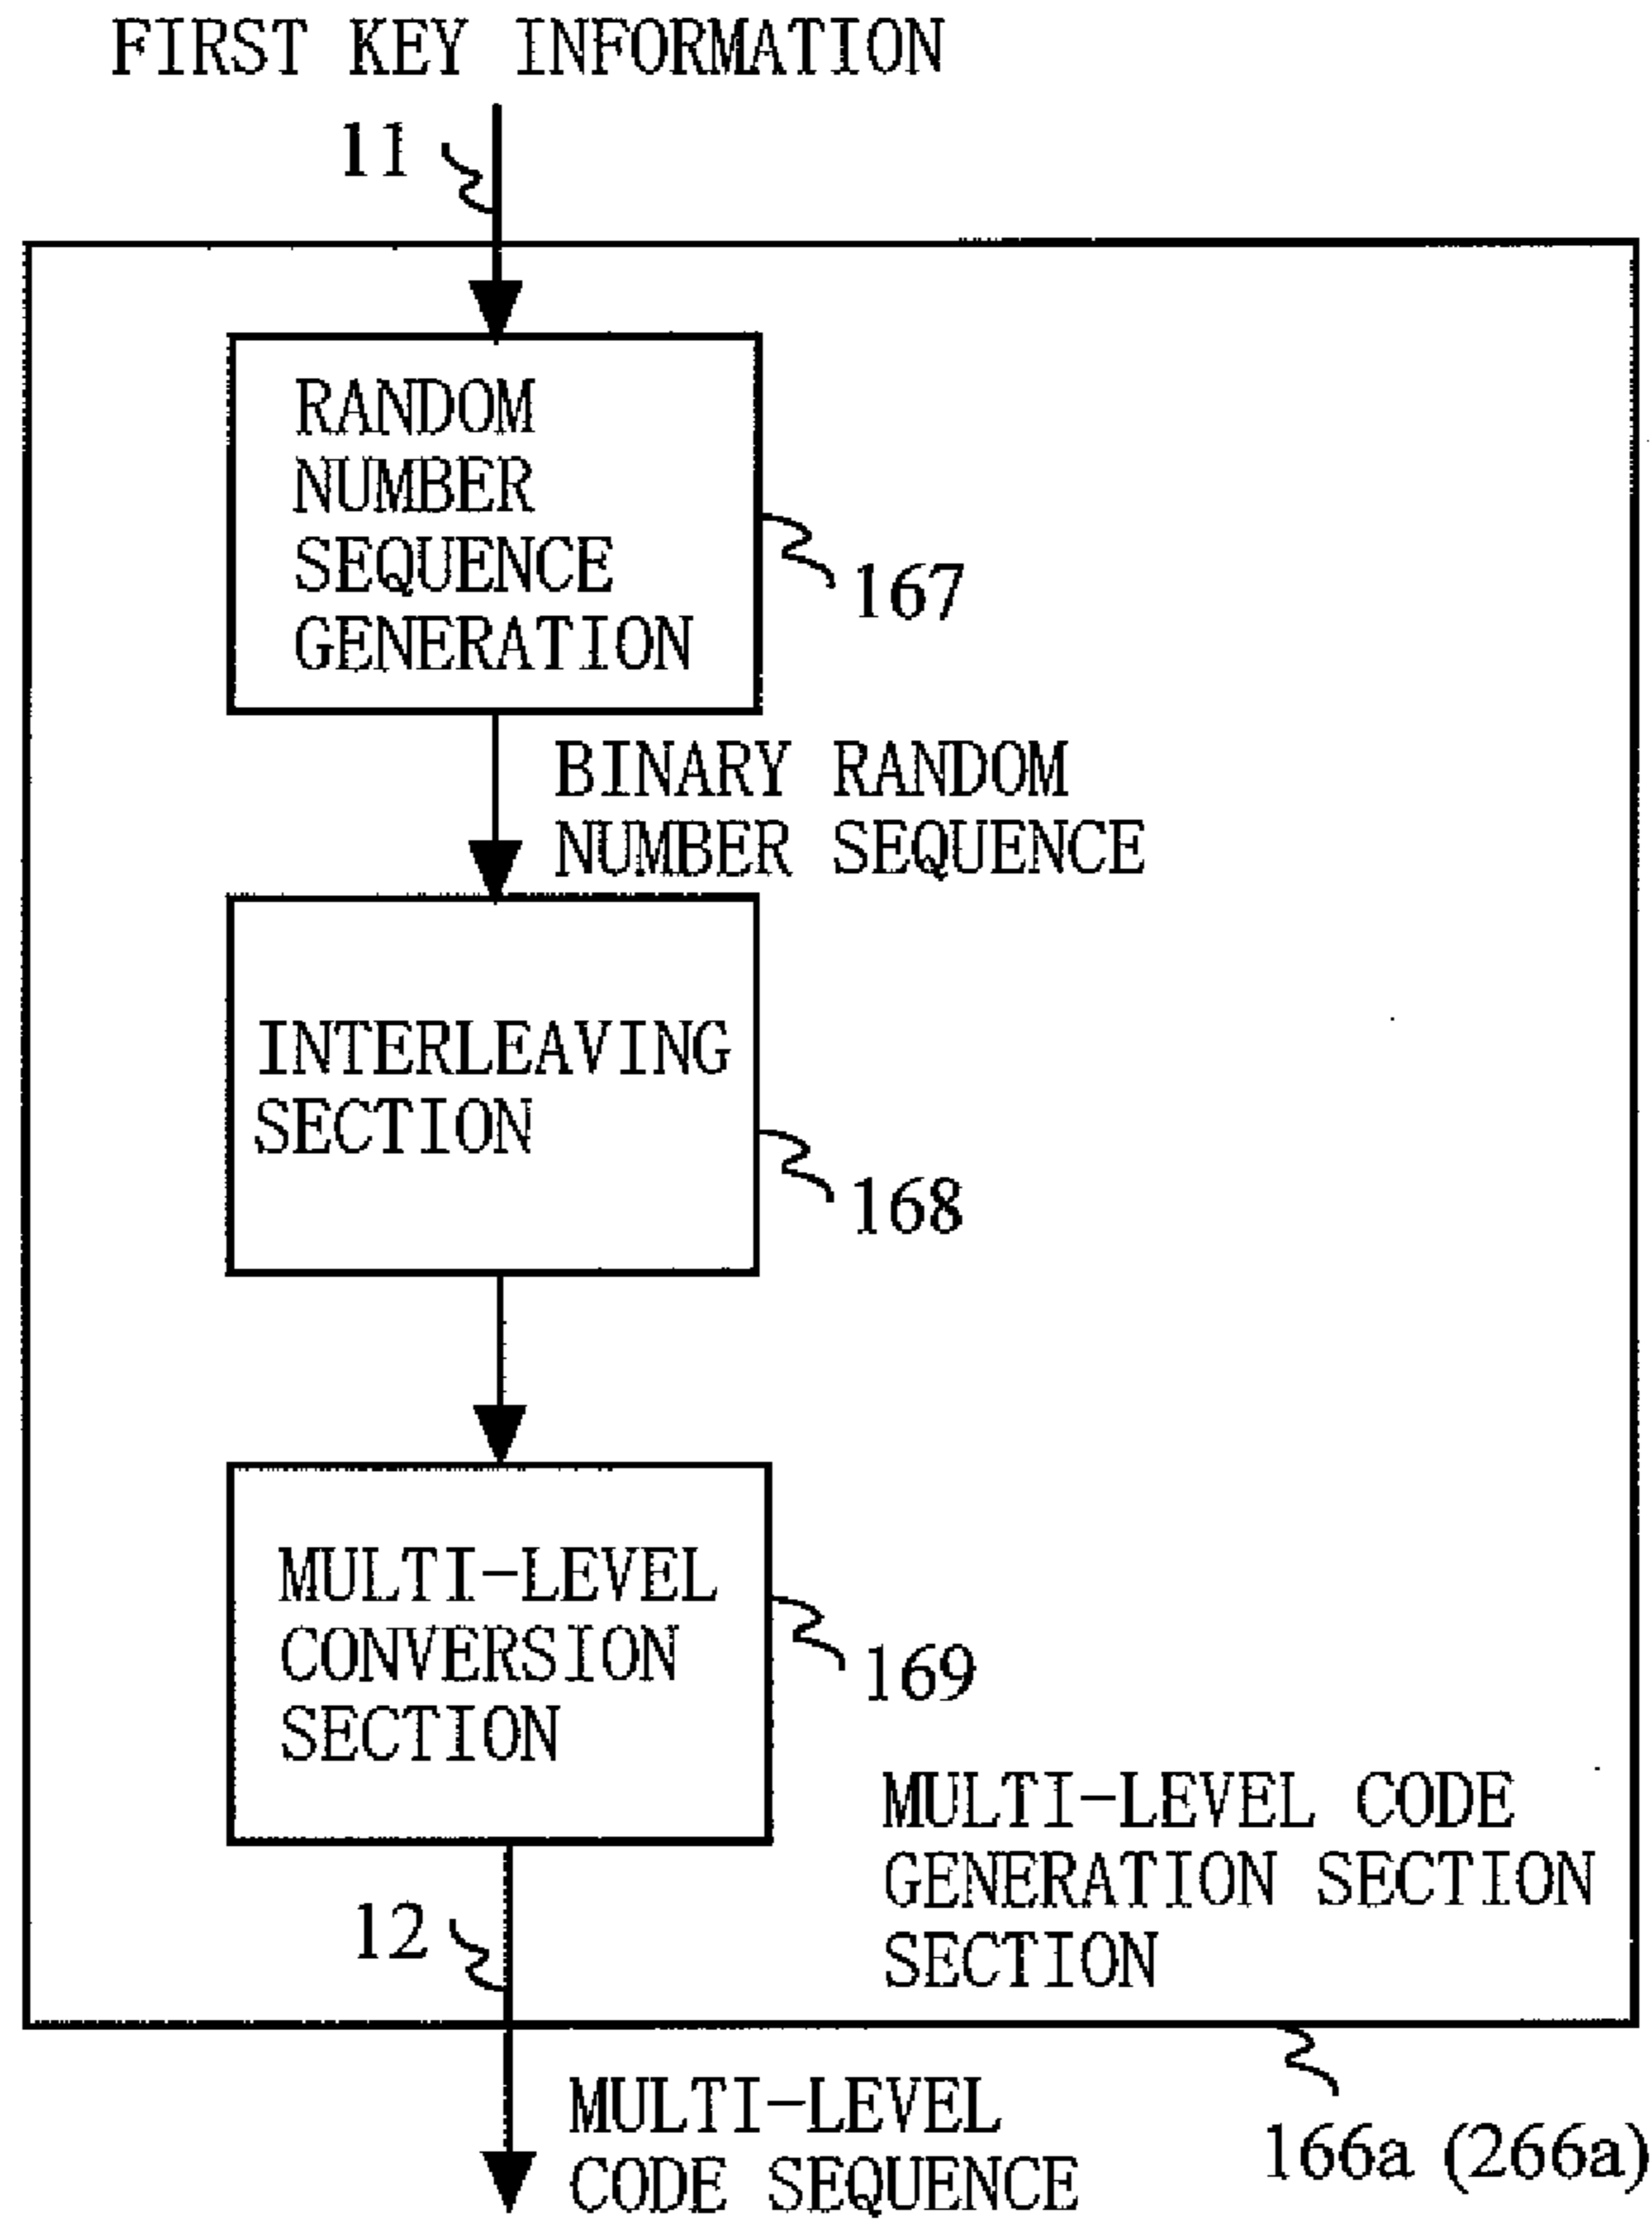 FIRST KEY INFORMATION
11
RANDOM
NUMBER
SEQUENCE
GENERATION
167
BINARY RANDOM
NUMBER SEQUENCE
INTERLEAVING
SECTION
168
MULTI-LEVEL
CONVERSION
SECTION
169
MULTI-LEVEL CODE
GENERATION SECTION
SECTION
12
MULTI-LEVEL
CODE SEQUENCE
166a (266a)